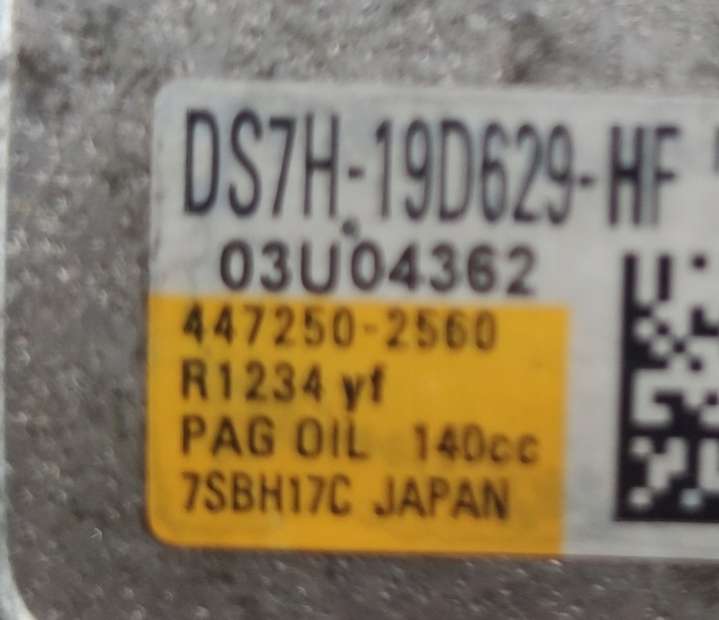 DS7H-19D629-HF
03U04362
447250-2560
R1234 yf
PAG OIL 140cc
7SBH17C JAPAN